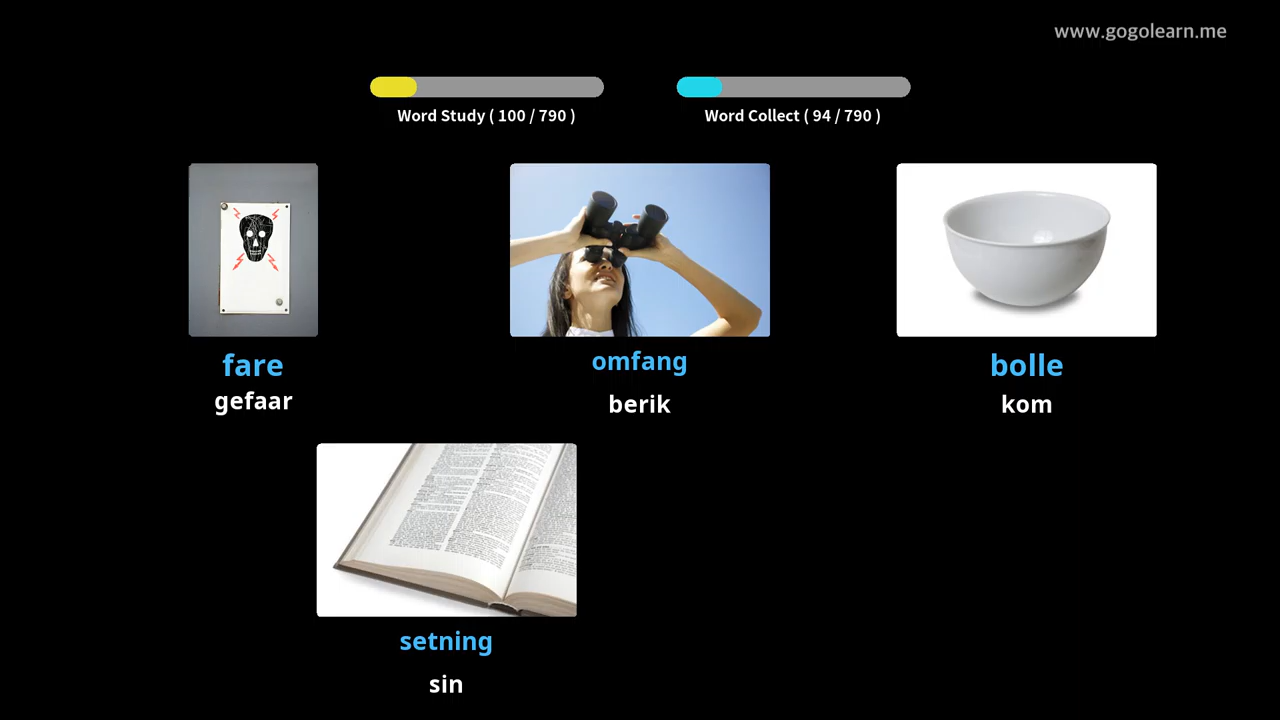 www.gogolearn.me
Word Study ( 100 / 790 )
Word Collect ( 94 / 790 )
fare
gefaar
omfang
berik
bolle
kom
setning
sin